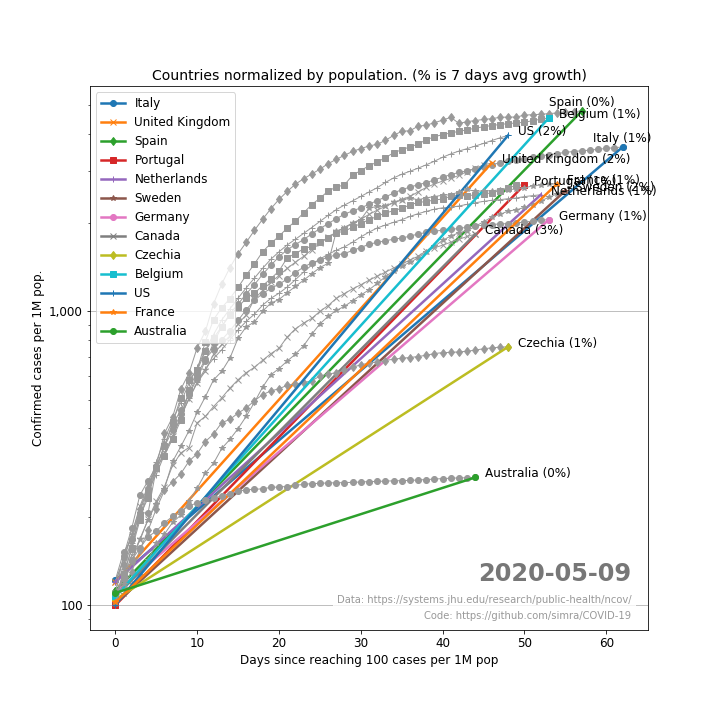 Countries normalized by population. (% is 7 days avg growth)
Italy
United Kingdom
Spain
Portugal
Netherlands
Sweden
Germany
Canada
Czechia
Belgium
US
France
Australia
Spain (0%)
Belgium (1%)
US (2%)
Italy (1%)
United Kingdom (2%)
Portugal (1%)
France (1%)
Sweden (2%)
Netherlands (1%)
Germany (1%)
Canada (3%)
Czechia (1%)
Australia (0%)
1,000
100
Confirmed cases per 1M pop.
2020-05-09
Data: https://systems.jhu.edu/research/public-health/ncov/
Code: https://github.com/simra/COVID-19
0 10 20 30 40 50 60
Days since reaching 100 cases per 1M pop